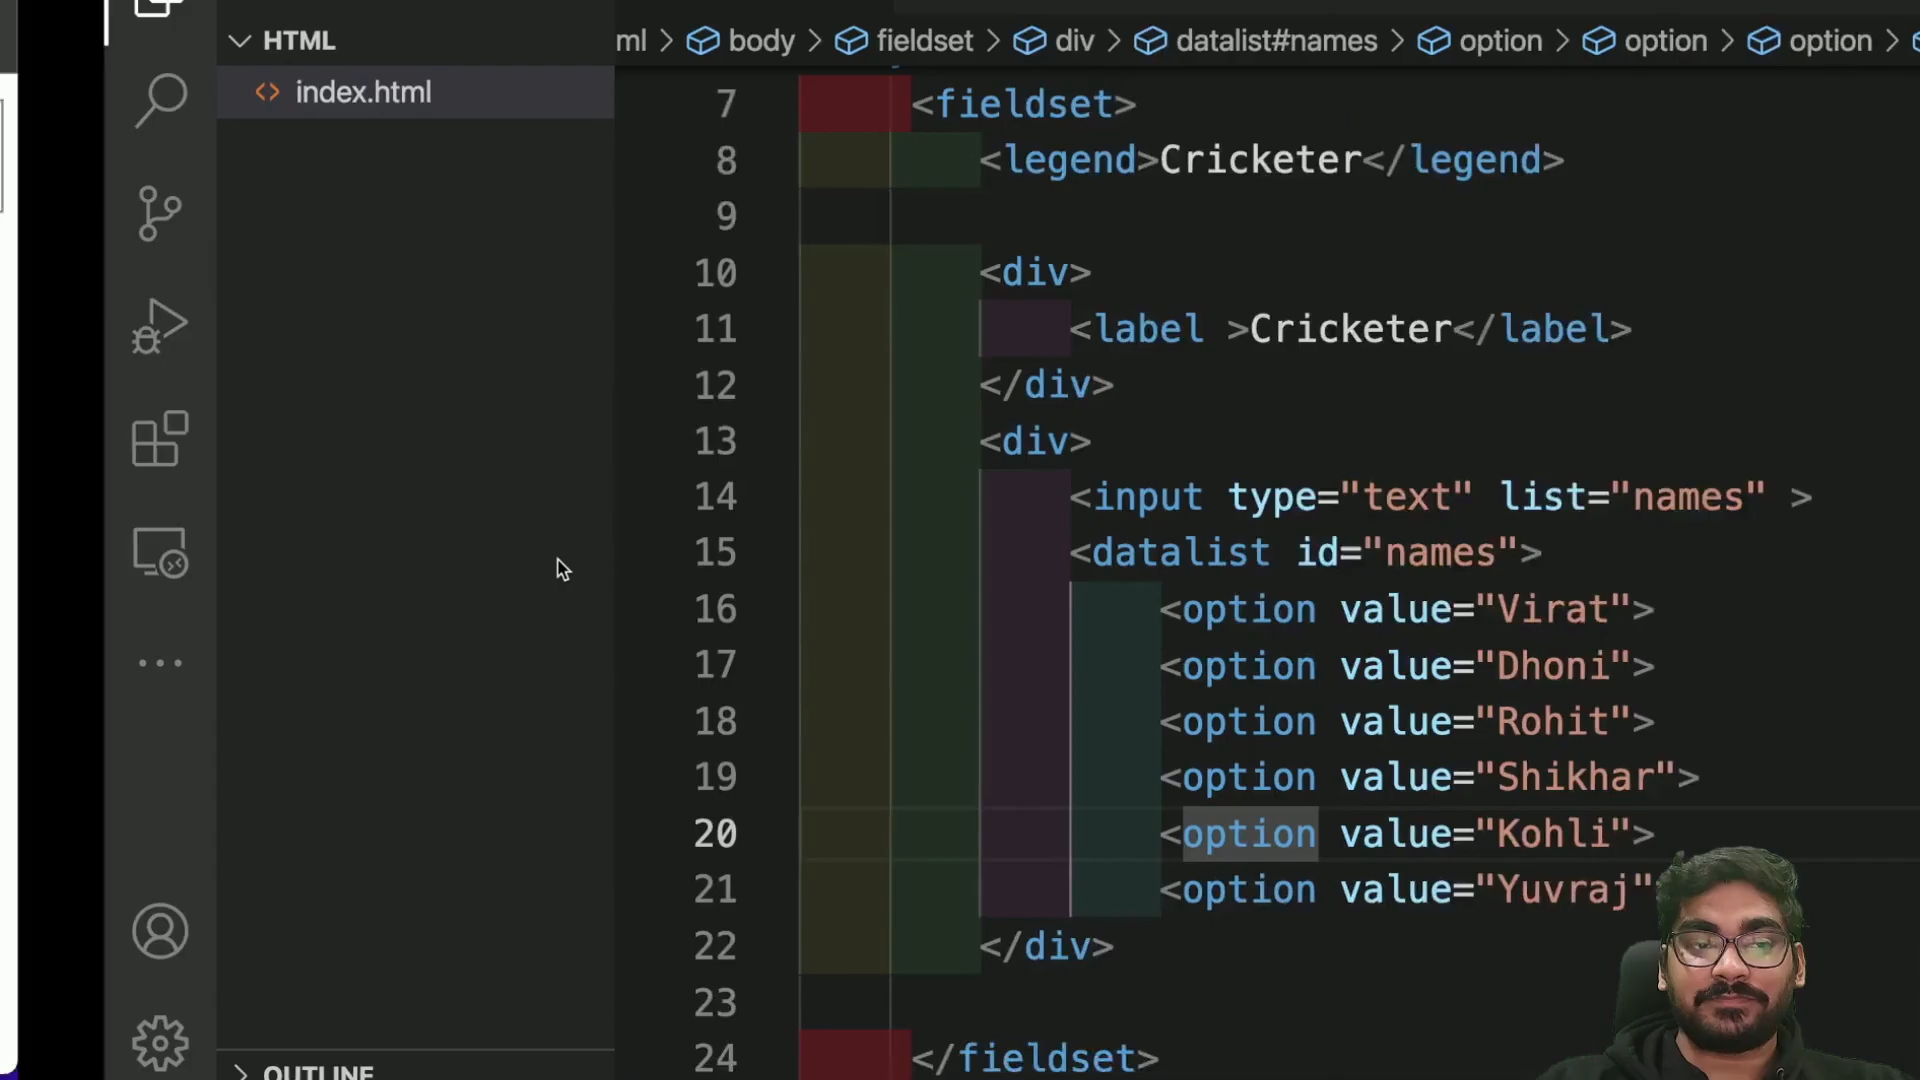 HTML
index.html
ml > body > fieldset > div > datalist#names > option > option > option >
7 <fieldset>
8 <legend>Cricketer</legend>
9
10 <div>
11 <label >Cricketer</label>
12 </div>
13 <div>
14 <input type="text" list="names" >
15 <datalist id="names">
16 <option value="Virat">
17 <option value="Dhoni">
18 <option value="Rohit">
19 <option value="Shikhar">
20 <option value="Kohli">
21 <option value="Yuvraj"
22 </div>
23
24 </fieldset>
OUTLINE